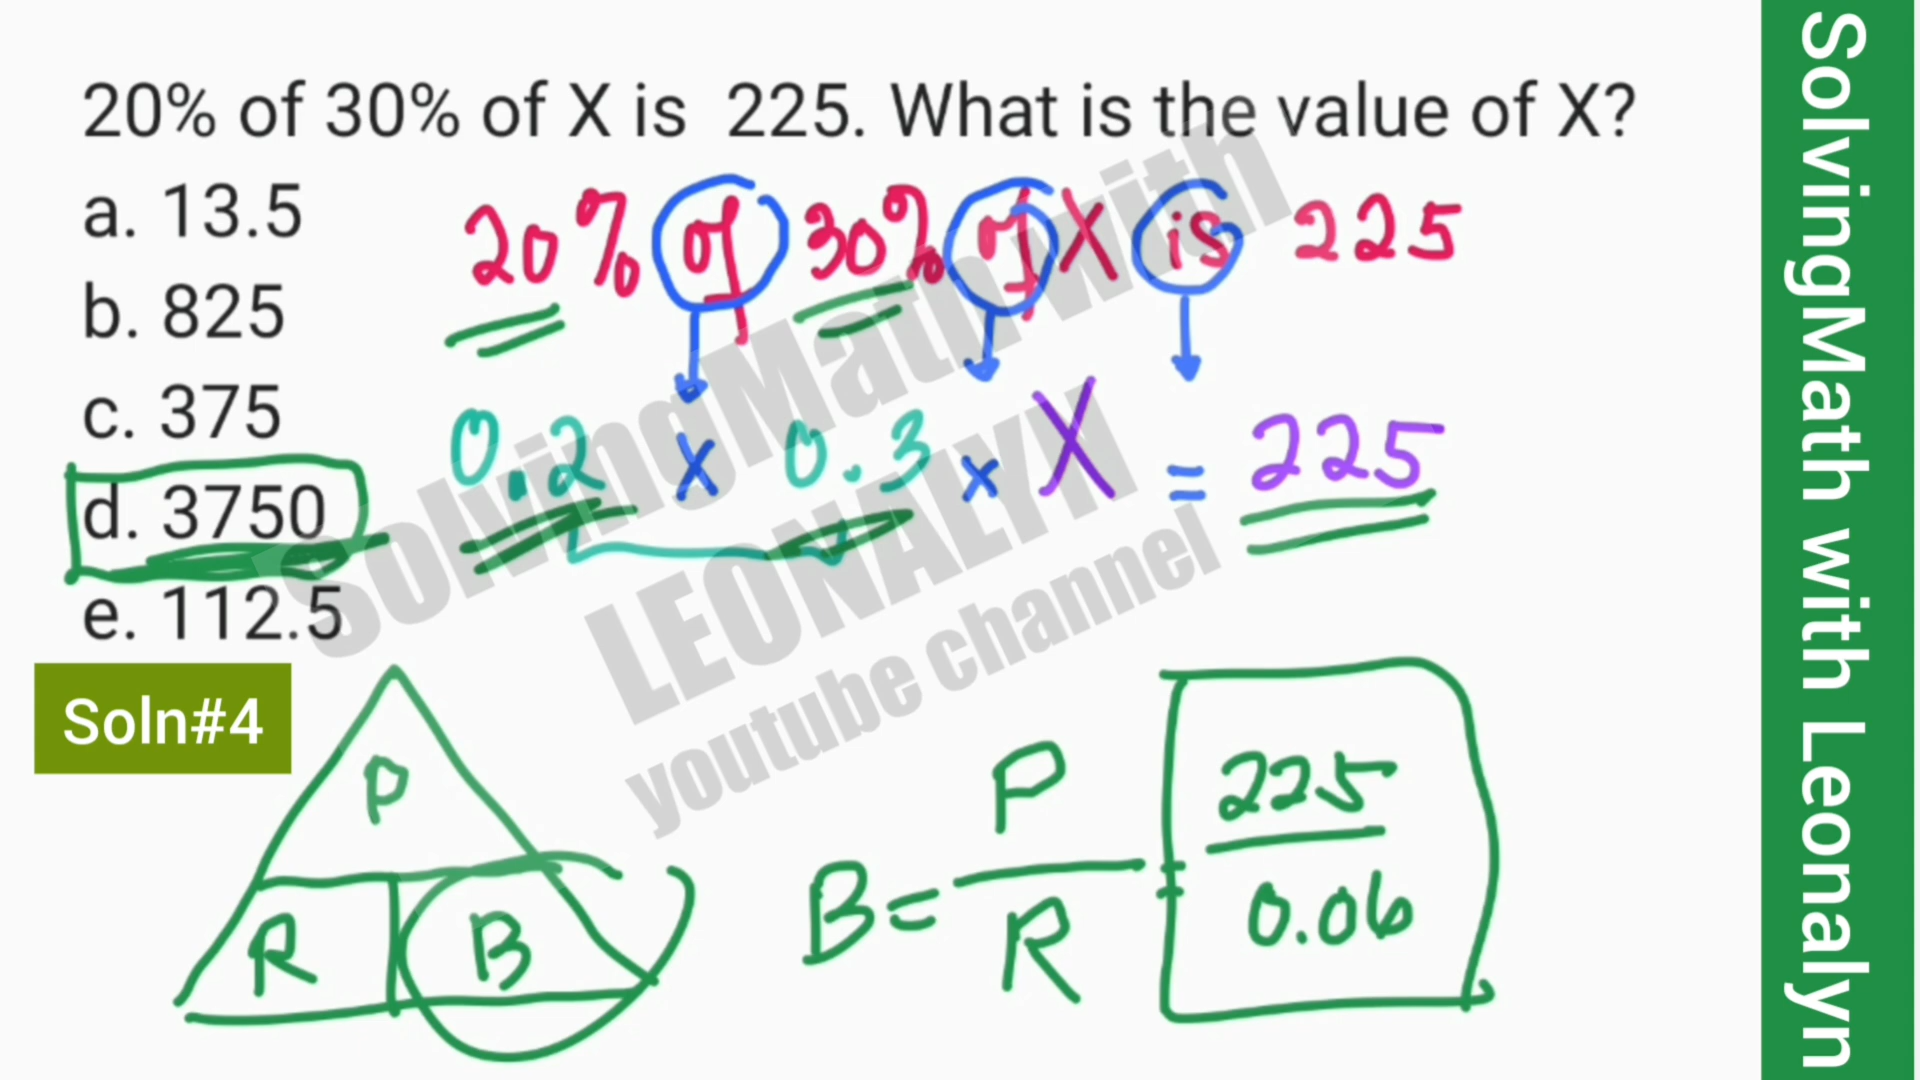 20% of 30% of X is 225. What is the value of X?
a. 13.5
b. 825
c. 375
d. 3750
e. 112.5
20% of 30% of X is 225
0.2 x 0.3 x X = 225
Soln#4
P
R B
B = P/R = 225/0.06
SolvingMath with
LEONALYN
youtube channel
SolvingMath with Leonalyn